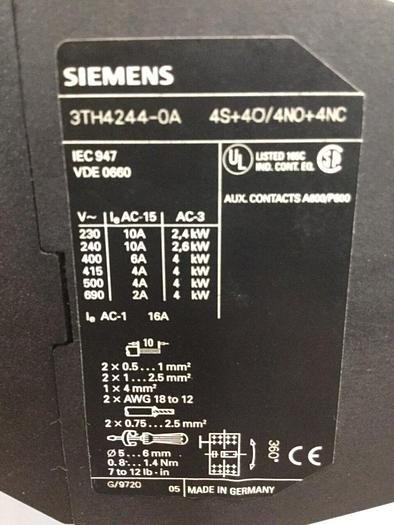 SIEMENS
3TH4244-0A 4S+4Ö/4NO+4NC
IEC 947
VDE 0660
UL LISTED 165C
IND. CONT. EQ.
AUX. CONTACTS A600/P600
V~ Ie AC-15 AC-3
230 10A 2,4 kW
240 10A 2,6 kW
400 6A 4 kW
415 4A 4 kW
500 4A 4 kW
690 2A 4 kW
Ie AC-1 16A
10
2 × 0.5...1 mm²
2 × 1...2.5 mm²
1 × 4 mm²
2 × AWG 18 to 12
2 × 0.75...2.5 mm²
Ø 5...6 mm
0.8...1.4 Nm
7 to 12 lb·in
360°
CE
G/9720 05 MADE IN GERMANY